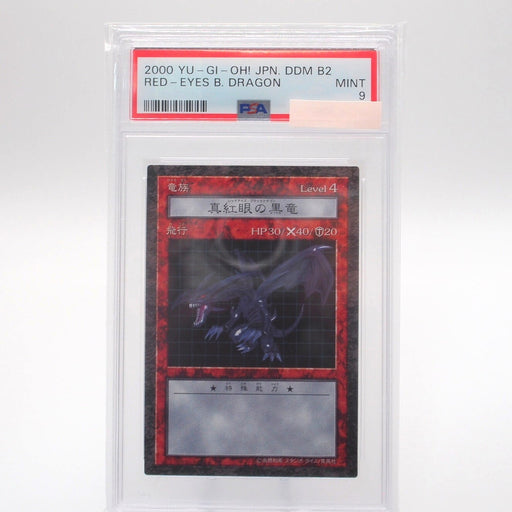 2000 YU-GI-OH! JPN. DDM B2
RED-EYES B. DRAGON MINT
9
PSA
竜族 Level 4
真紅眼の黒竜
飛行 HP30/⚔40/🛡20
★ 特殊能力 ★